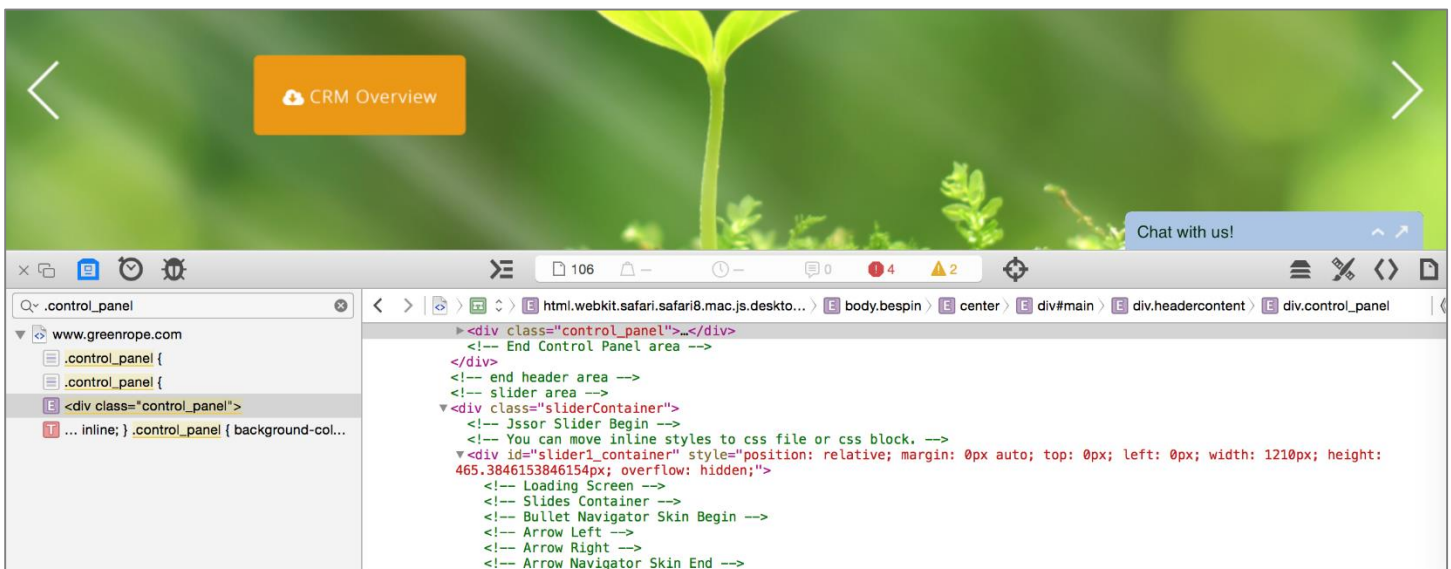 CRM Overview
Chat with us!
106 — — 0 4 2
.control_panel
html.webkit.safari.safari8.mac.js.deskto... E body.bespin E center E div#main E div.headercontent E div.control_panel
www.greenrope.com
.control_panel {
.control_panel {
E <div class="control_panel">
T ... inline; } .control_panel { background-col...
<div class="control_panel">…</div>
<!-- End Control Panel area -->
</div>
<!-- end header area -->
<!-- slider area -->
<div class="sliderContainer">
<!-- Jssor Slider Begin -->
<!-- You can move inline styles to css file or css block. -->
<div id="slider1_container" style="position: relative; margin: 0px auto; top: 0px; left: 0px; width: 1210px; height:
465.3846153846154px; overflow: hidden;">
<!-- Loading Screen -->
<!-- Slides Container -->
<!-- Bullet Navigator Skin Begin -->
<!-- Arrow Left -->
<!-- Arrow Right -->
<!-- Arrow Navigator Skin End -->